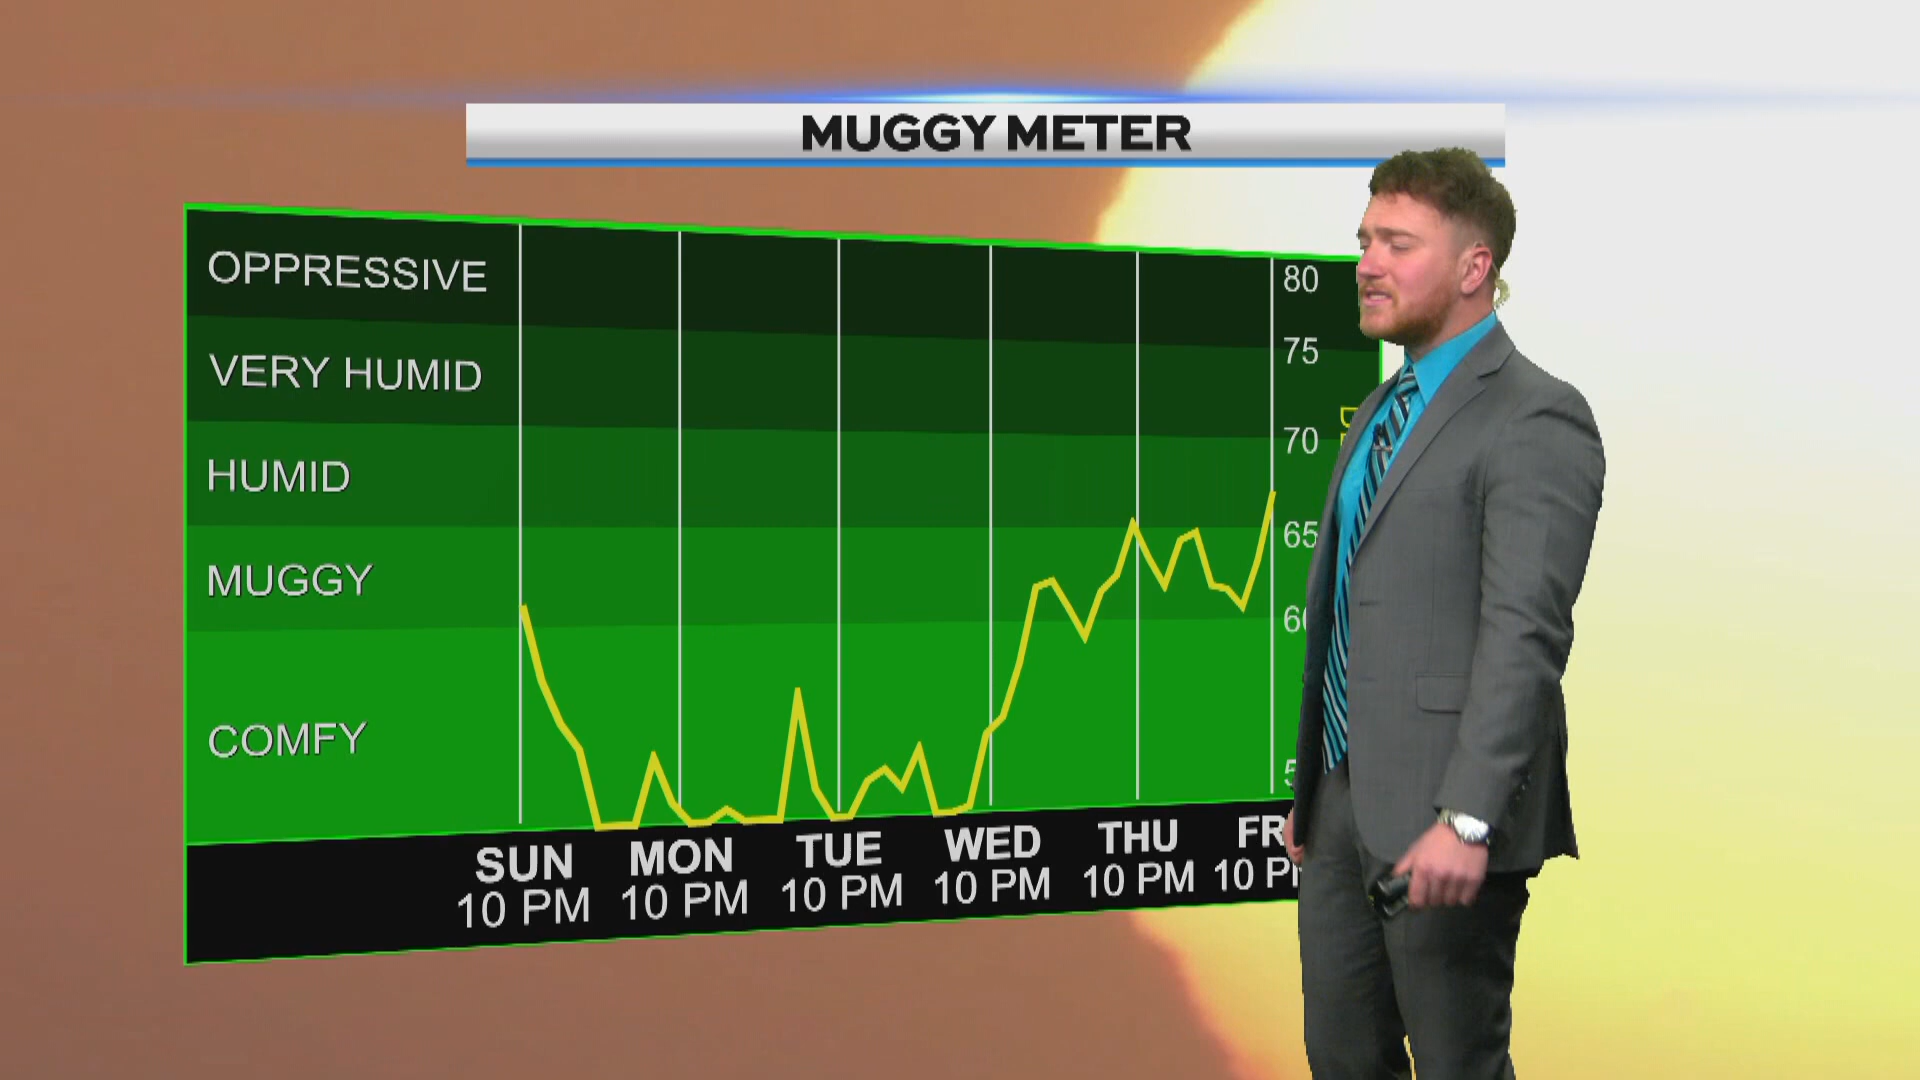 MUGGY METER
OPPRESSIVE
VERY HUMID
HUMID
MUGGY
COMFY
80
75
70
65
SUN MON TUE WED THU
10 PM 10 PM 10 PM 10 PM 10 PM 10